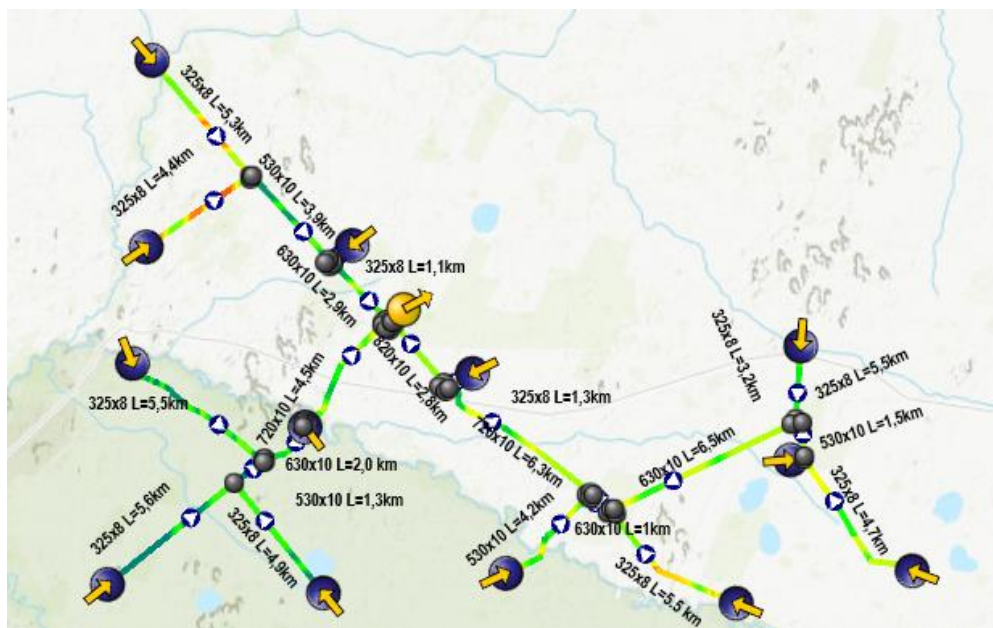 325x8 L=5,3km
325x8 L=4,4km
530x10 L=3,9km
325x8 L=1,1km
630x10 L=2,9km
820x10 L=2,8km
325x8 L=1,3km
720x10 L=4,5km
325x8 L=5,5km
630x10 L=2,0 km
530x10 L=1,3km
325x8 L=5,6km
325x8 L=4,9km
720x10 L=6,3km
530x10 L=4,2km
630x10 L=1km
325x8 L=5.5 km
630x10 L=6,5km
325x8 L=3,2km
325x8 L=5,5km
530x10 L=1,5km
325x8 L=4,7km